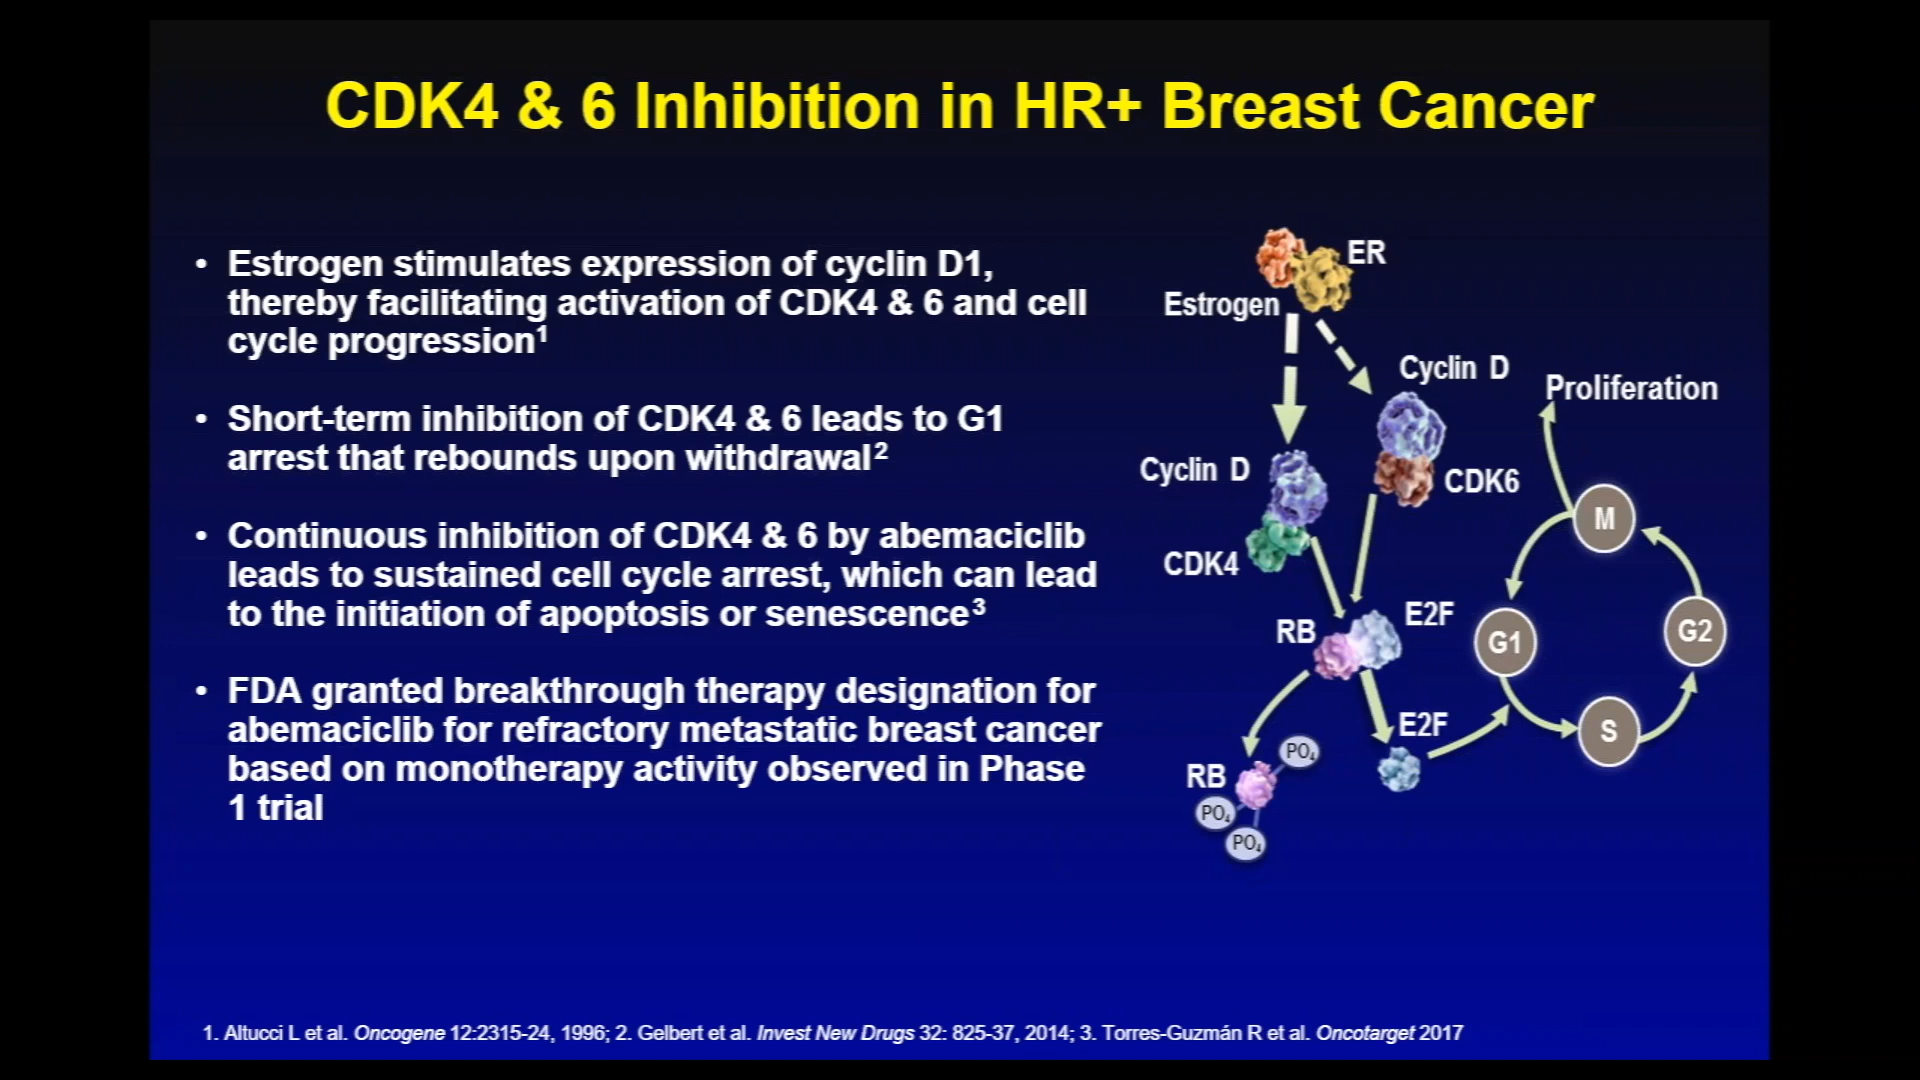 CDK4 & 6 Inhibition in HR+ Breast Cancer
• Estrogen stimulates expression of cyclin D1,
thereby facilitating activation of CDK4 & 6 and cell
cycle progression¹
• Short-term inhibition of CDK4 & 6 leads to G1
arrest that rebounds upon withdrawal²
• Continuous inhibition of CDK4 & 6 by abemaciclib
leads to sustained cell cycle arrest, which can lead
to the initiation of apoptosis or senescence³
• FDA granted breakthrough therapy designation for
abemaciclib for refractory metastatic breast cancer
based on monotherapy activity observed in Phase
1 trial
ER
Estrogen
Cyclin D
Proliferation
Cyclin D
CDK6
M
CDK4
E2F
RB
G1
G2
E2F
S
PO₄
RB
PO₄
PO₄
1. Altucci L et al. Oncogene 12:2315-24, 1996; 2. Gelbert et al. Invest New Drugs 32: 825-37, 2014; 3. Torres-Guzmán R et al. Oncotarget 2017